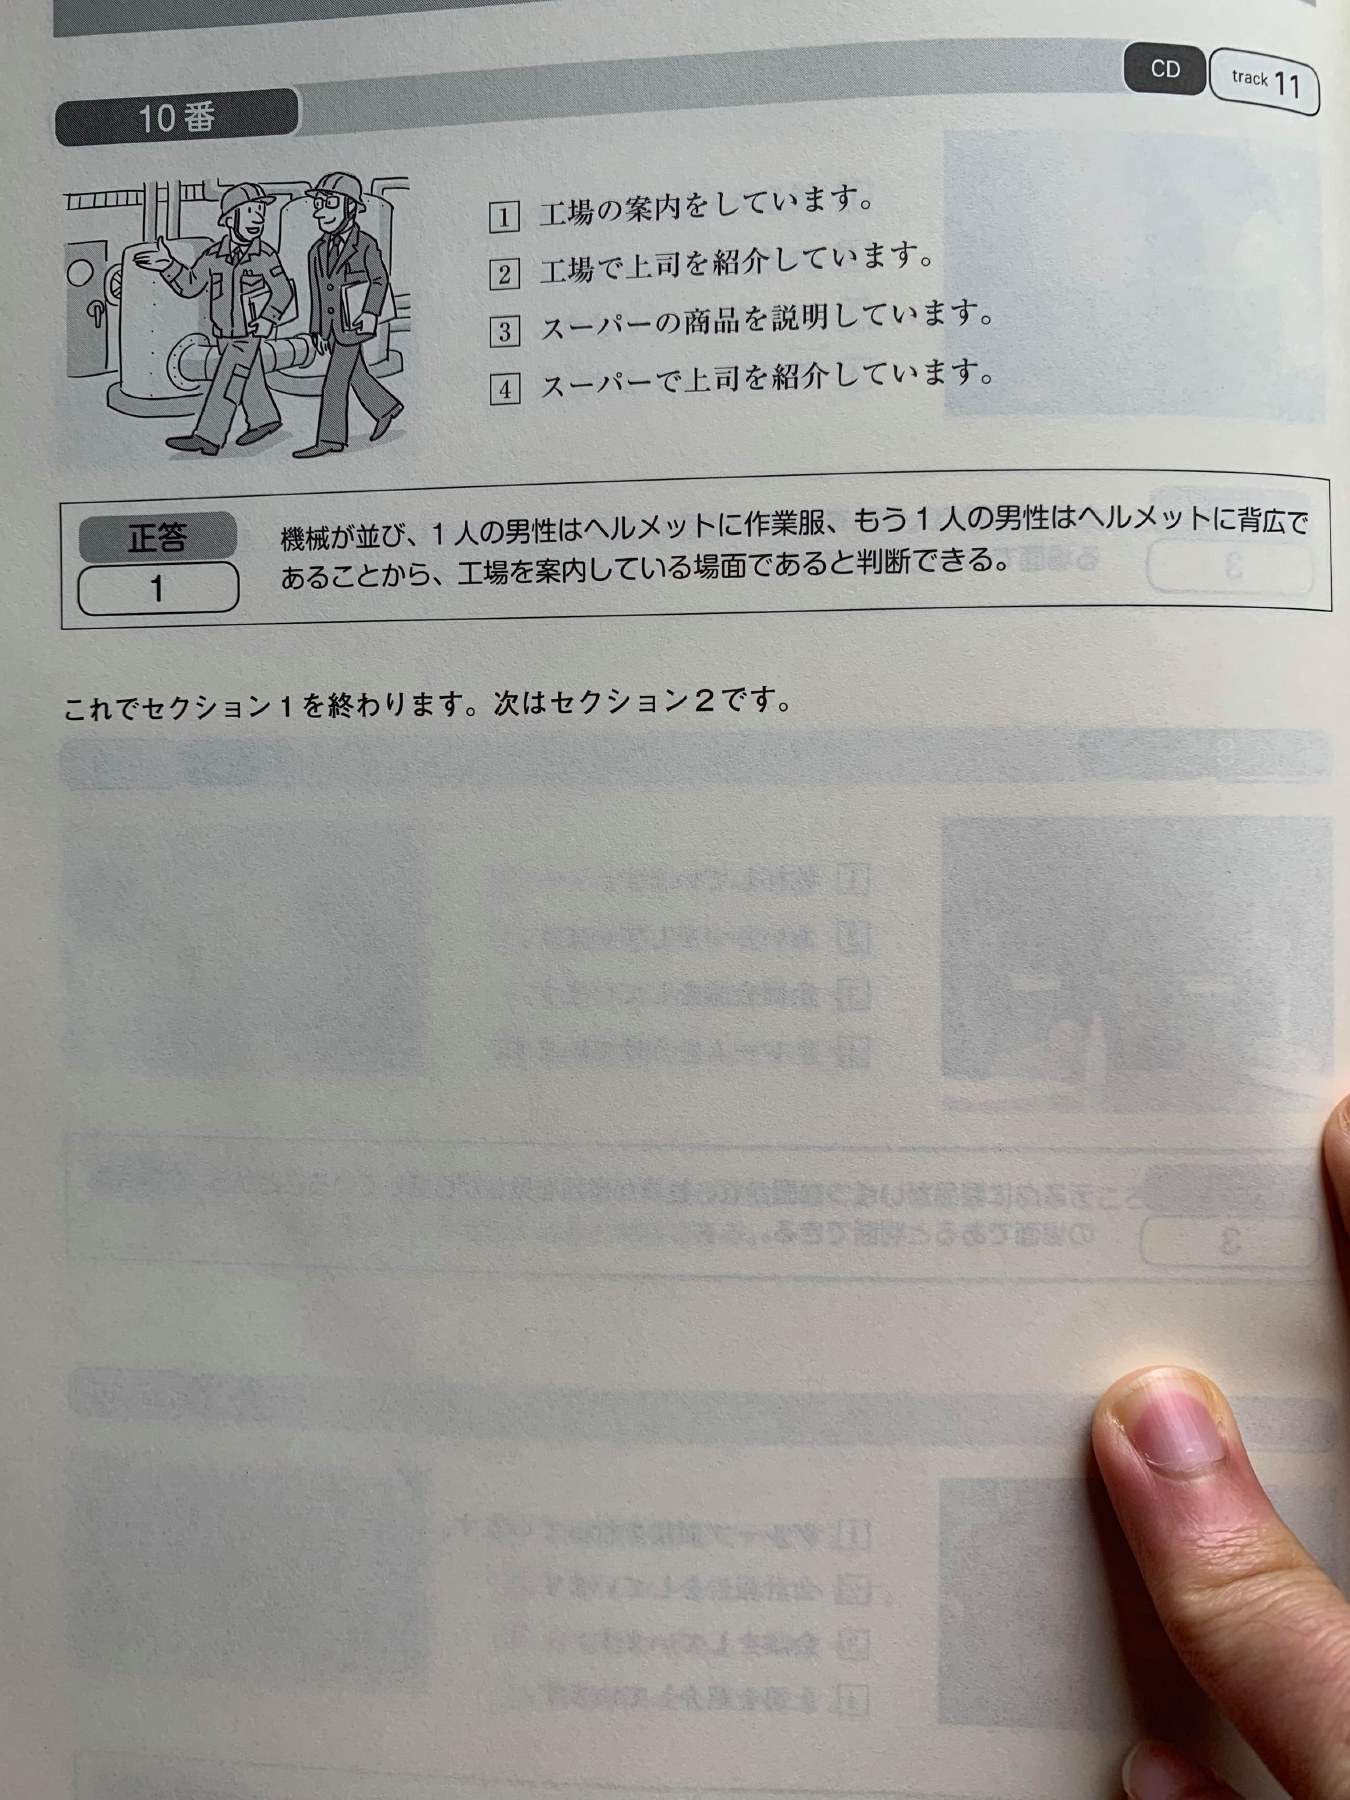 CD track 11
10番
1 工場の案内をしています。
2 工場で上司を紹介しています。
3 スーパーの商品を説明しています。
4 スーパーで上司を紹介しています。
正答
1
機械が並び、1人の男性はヘルメットに作業服、もう1人の男性はヘルメットに背広で
あることから、工場を案内している場面であると判断できる。
これでセクション1を終わります。次はセクション2です。